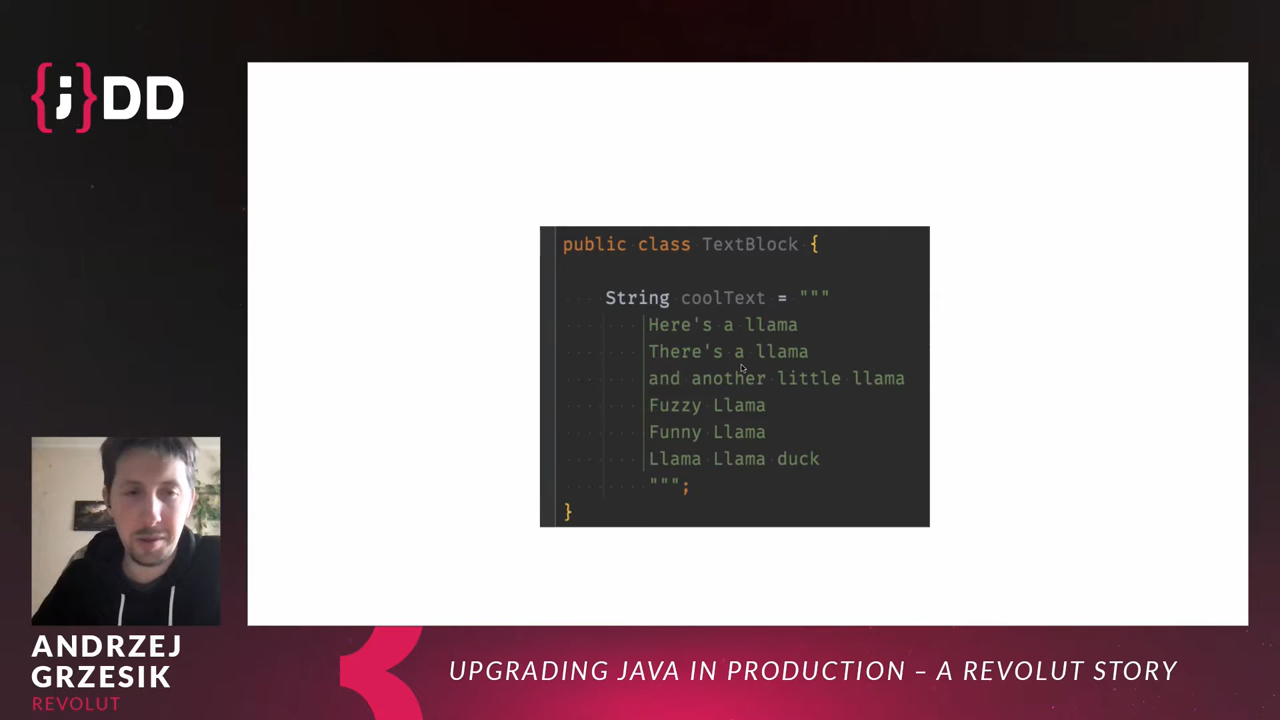 {;}DD
public class TextBlock {
String coolText = """
Here's a llama
There's a llama
and another little llama
Fuzzy Llama
Funny Llama
Llama Llama duck
""";
}
ANDRZEJ
GRZESIK
REVOLUT
UPGRADING JAVA IN PRODUCTION – A REVOLUT STORY